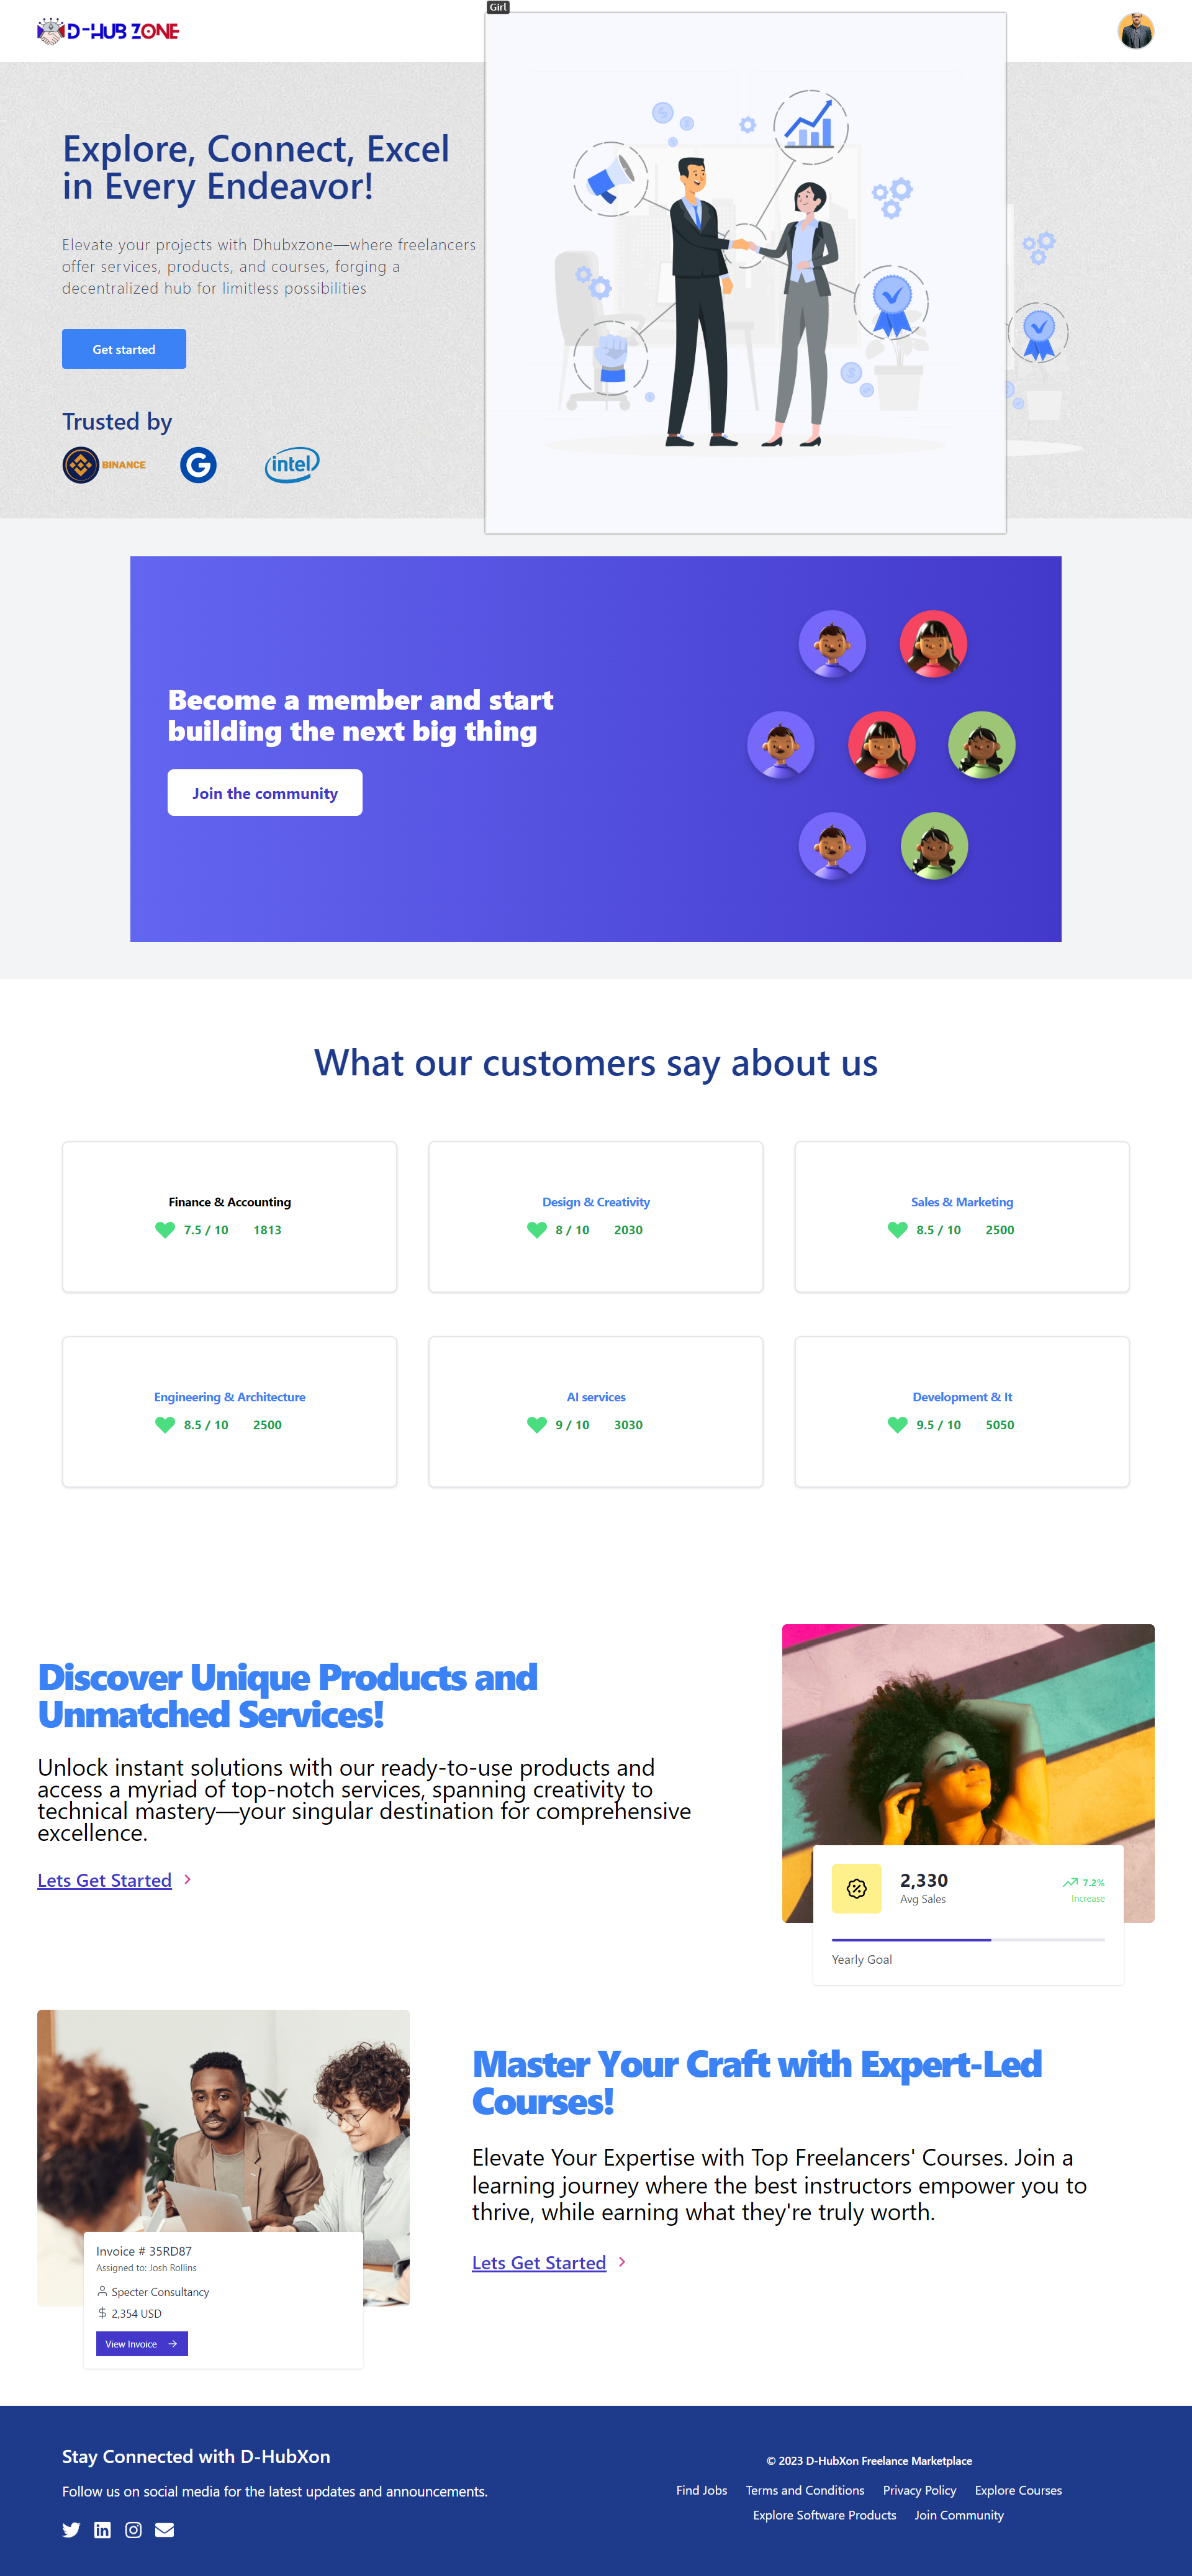 Girl
D-HUB ZONE
Explore, Connect, Excel
in Every Endeavor!
Elevate your projects with Dhubxzone—where freelancers
offer services, products, and courses, forging a
decentralized hub for limitless possibilities
Get started
Trusted by
BINANCE
G
intel
Become a member and start
building the next big thing
Join the community
What our customers say about us
Finance & Accounting
7.5 / 10 1813
Design & Creativity
8 / 10 2030
Sales & Marketing
8.5 / 10 2500
Engineering & Architecture
8.5 / 10 2500
AI services
9 / 10 3030
Development & It
9.5 / 10 5050
Discover Unique Products and
Unmatched Services!
Unlock instant solutions with our ready-to-use products and
access a myriad of top-notch services, spanning creativity to
technical mastery—your singular destination for comprehensive
excellence.
Lets Get Started
2,330
Avg Sales
7.2%
Increase
Yearly Goal
Invoice # 35RD87
Assigned to: Josh Rollins
Specter Consultancy
2,354 USD
View Invoice
Master Your Craft with Expert-Led
Courses!
Elevate Your Expertise with Top Freelancers' Courses. Join a
learning journey where the best instructors empower you to
thrive, while earning what they're truly worth.
Lets Get Started
Stay Connected with D-HubXon
Follow us on social media for the latest updates and announcements.
© 2023 D-HubXon Freelance Marketplace
Find Jobs Terms and Conditions Privacy Policy Explore Courses
Explore Software Products Join Community